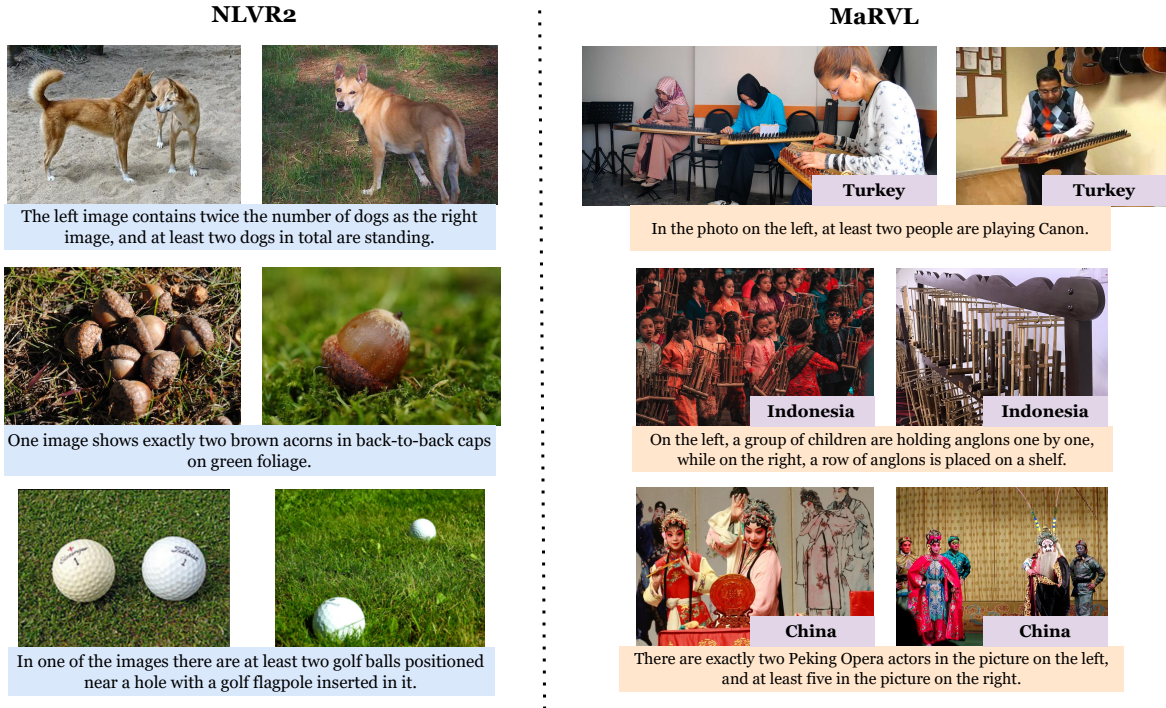 NLVR2
The left image contains twice the number of dogs as the right
image, and at least two dogs in total are standing.
One image shows exactly two brown acorns in back-to-back caps
on green foliage.
1
Titleist
1
In one of the images there are at least two golf balls positioned
near a hole with a golf flagpole inserted in it.
MaRVL
Turkey
Turkey
In the photo on the left, at least two people are playing Canon.
Indonesia
Indonesia
On the left, a group of children are holding anglons one by one,
while on the right, a row of anglons is placed on a shelf.
China
China
There are exactly two Peking Opera actors in the picture on the left,
and at least five in the picture on the right.